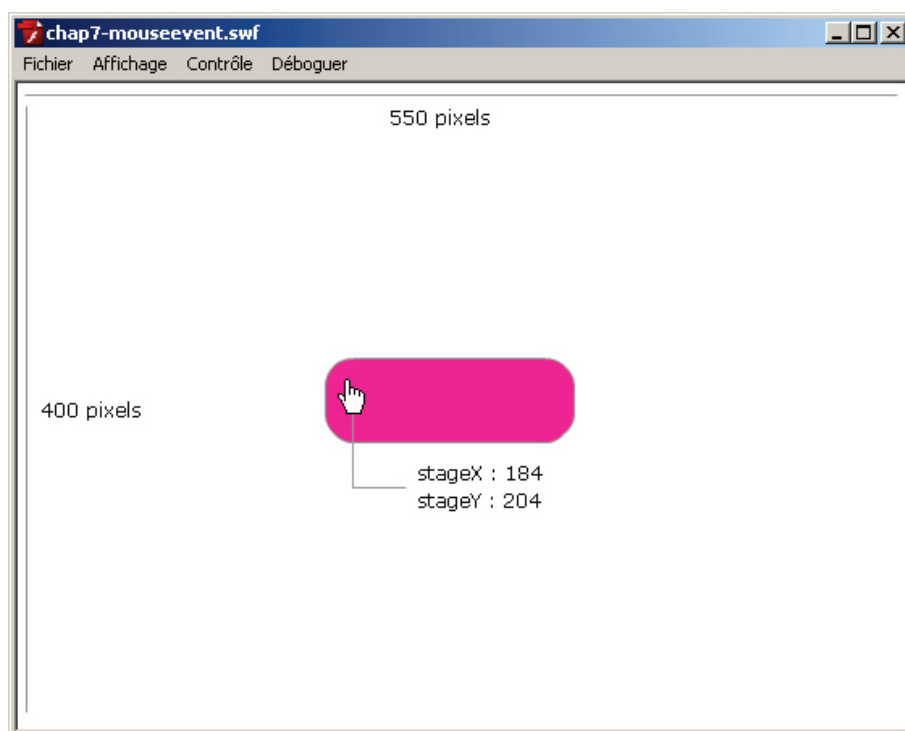 chap7-mouseevent.swf
Fichier Affichage Contrôle Déboguer
550 pixels
400 pixels
stageX : 184
stageY : 204